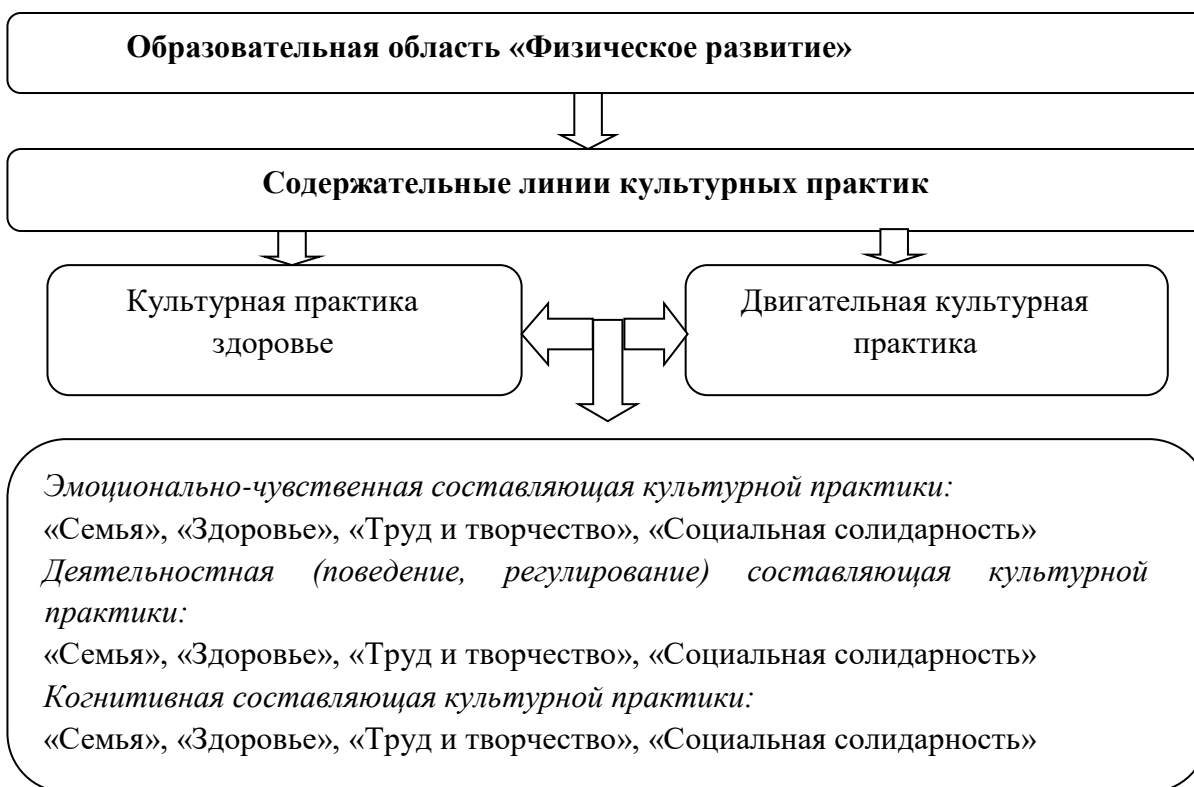 Образовательная область «Физическое развитие»
Содержательные линии культурных практик
Культурная практика
здоровье
Двигательная культурная
практика
Эмоционально-чувственная составляющая культурной практики:
«Семья», «Здоровье», «Труд и творчество», «Социальная солидарность»
Деятельностная (поведение, регулирование) составляющая культурной
практики:
«Семья», «Здоровье», «Труд и творчество», «Социальная солидарность»
Когнитивная составляющая культурной практики:
«Семья», «Здоровье», «Труд и творчество», «Социальная солидарность»